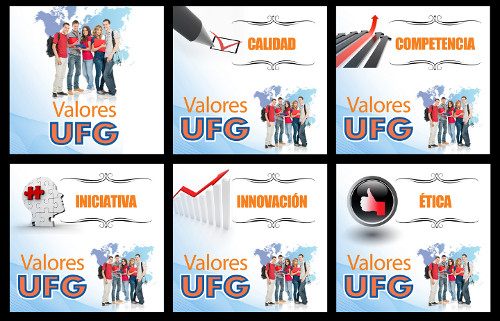 Valores
UFG
CALIDAD
Valores
UFG
COMPETENCIA
Valores
UFG
INICIATIVA
Valores
UFG
INNOVACIÓN
Valores
UFG
ÉTICA
Valores
UFG